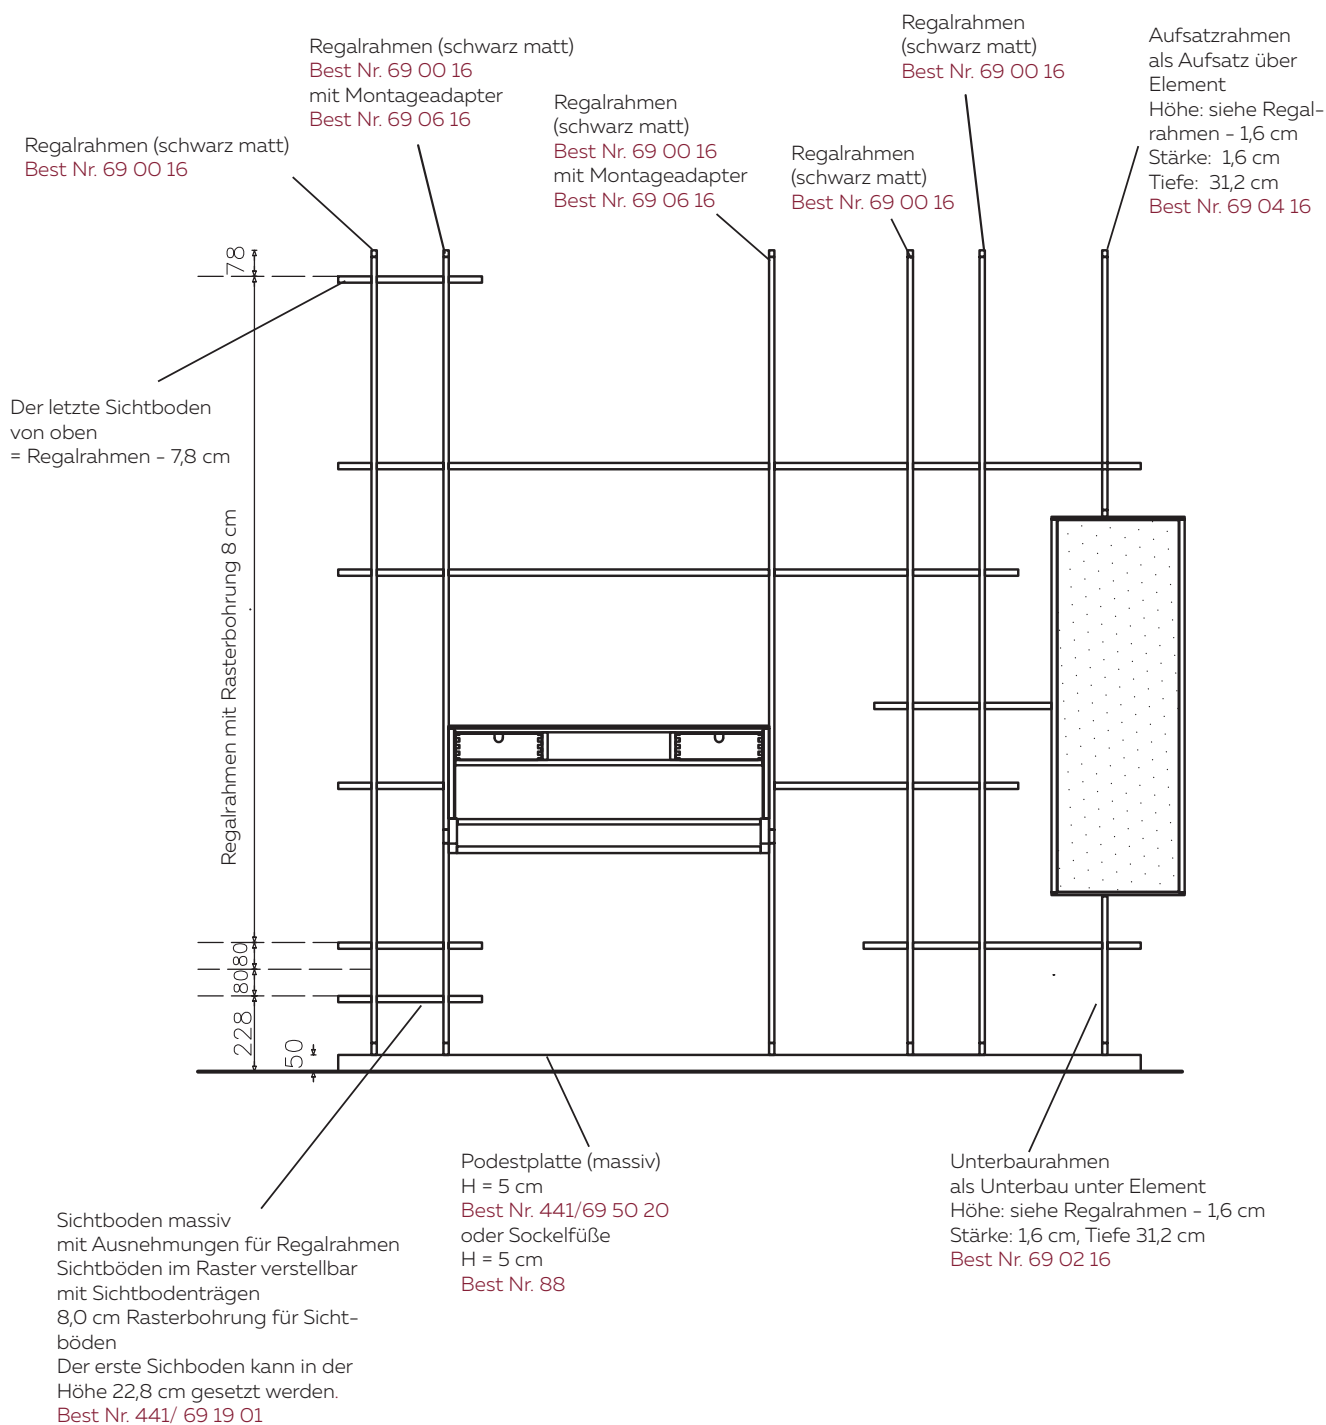 Regalrahmen (schwarz matt)
Best Nr. 69 00 16
Regalrahmen (schwarz matt)
Best Nr. 69 00 16
mit Montageadapter
Best Nr. 69 06 16
Regalrahmen
(schwarz matt)
Best Nr. 69 00 16
mit Montageadapter
Best Nr. 69 06 16
Regalrahmen
(schwarz matt)
Best Nr. 69 00 16
Regalrahmen
(schwarz matt)
Best Nr. 69 00 16
Aufsatzrahmen
als Aufsatz über
Element
Höhe: siehe Regal-
rahmen - 1,6 cm
Stärke: 1,6 cm
Tiefe: 31,2 cm
Best Nr. 69 04 16
78
Der letzte Sichtboden
von oben
= Regalrahmen - 7,8 cm
Regalrahmen mit Rasterbohrung 8 cm
80
80
228
50
Sichtboden massiv
mit Ausnehmungen für Regalrahmen
Sichtböden im Raster verstellbar
mit Sichtbodenträgen
8,0 cm Rasterbohrung für Sicht-
böden
Der erste Sichboden kann in der
Höhe 22,8 cm gesetzt werden.
Best Nr. 441/ 69 19 01
Podestplatte (massiv)
H = 5 cm
Best Nr. 441/69 50 20
oder Sockelfüße
H = 5 cm
Best Nr. 88
Unterbaurahmen
als Unterbau unter Element
Höhe: siehe Regalrahmen - 1,6 cm
Stärke: 1,6 cm, Tiefe 31,2 cm
Best Nr. 69 02 16